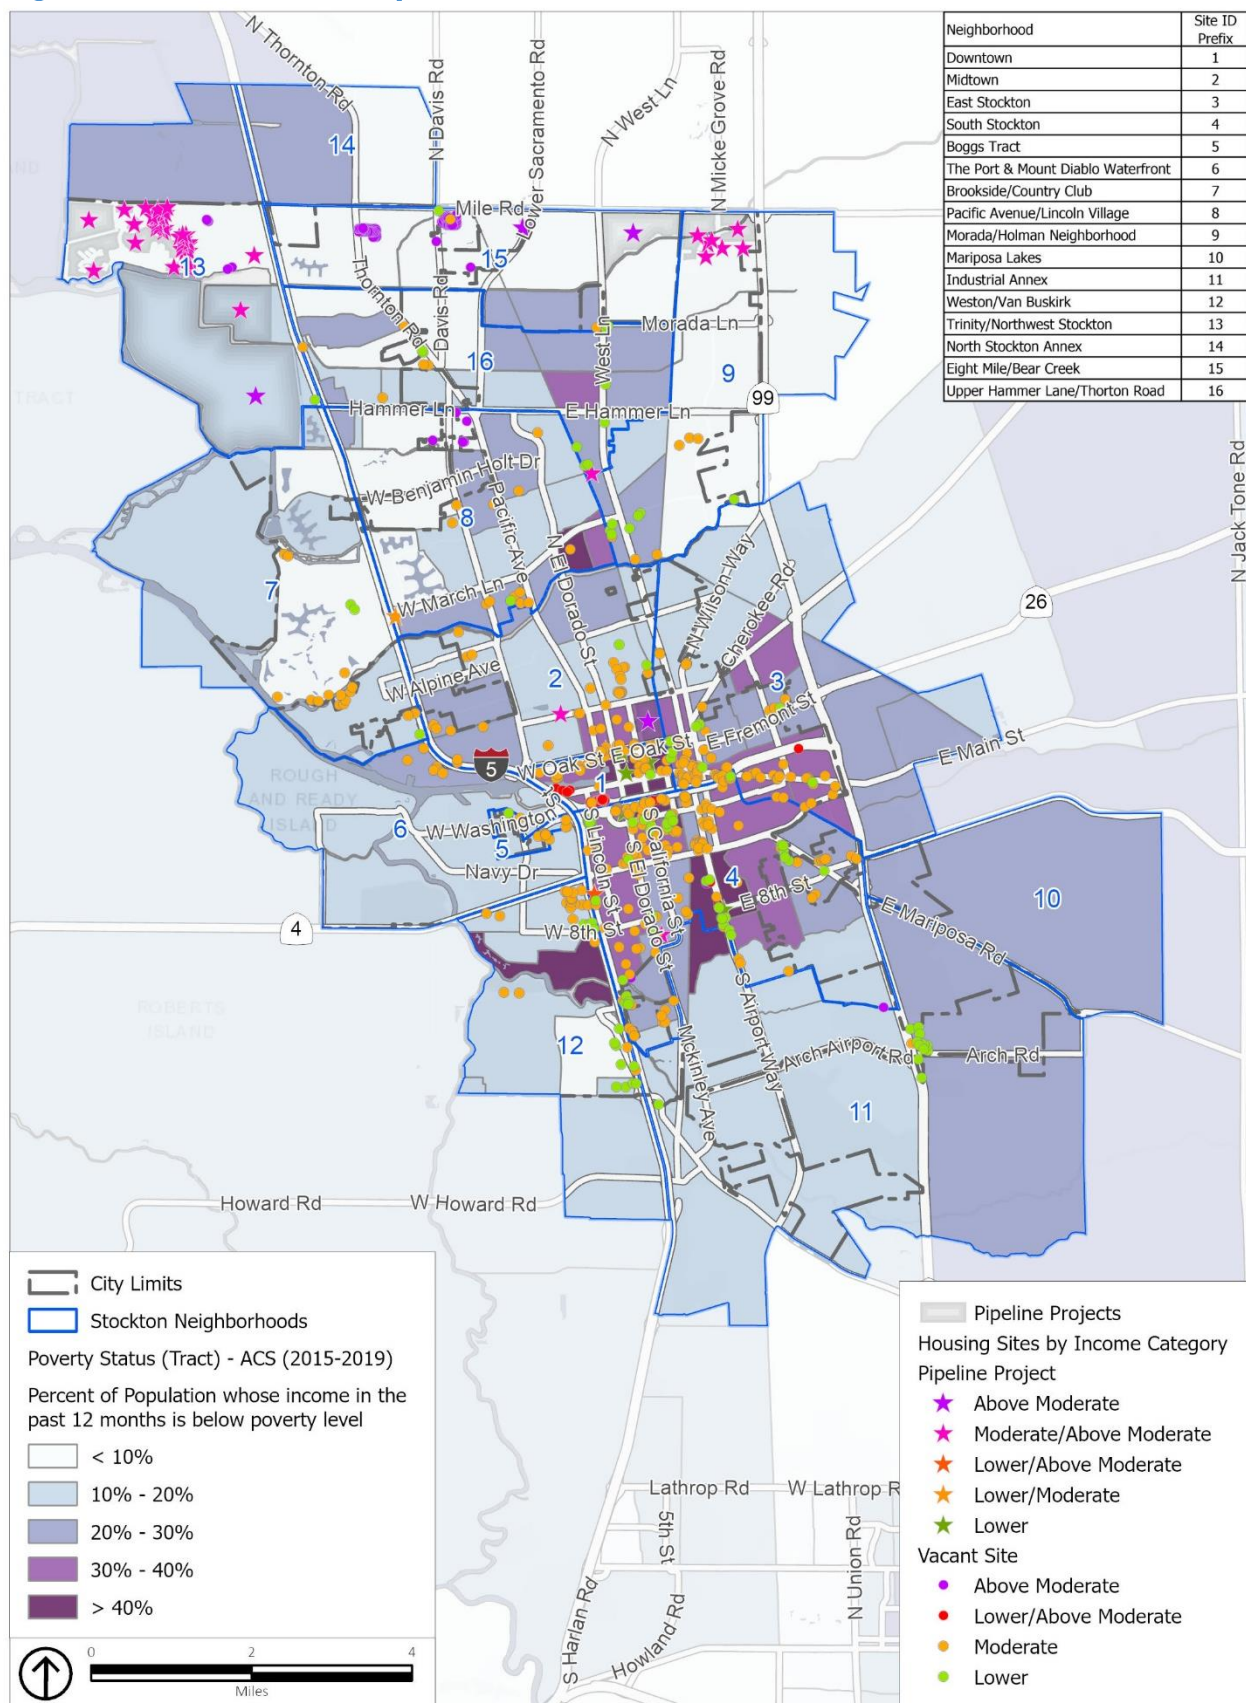 Neighborhood Site ID Prefix
Downtown 1
Midtown 2
East Stockton 3
South Stockton 4
Boggs Tract 5
The Port & Mount Diablo Waterfront 6
Brookside/Country Club 7
Pacific Avenue/Lincoln Village 8
Morada/Holman Neighborhood 9
Mariposa Lakes 10
Industrial Annex 11
Weston/Van Buskirk 12
Trinity/Northwest Stockton 13
North Stockton Annex 14
Eight Mile/Bear Creek 15
Upper Hammer Lane/Thorton Road 16
N Thornton Rd
N Davis Rd
Lower Sacramento Rd
N West Ln
N Micke Grove Rd
14
Mile Rd
13
15
Thornton Rd
Davis Rd
West Ln
Morada Ln
16
9
TRACT
99
Hammer Ln
E Hammer Ln
N Jack Tone Rd
W Benjamin Holt Dr
8
Pacific Ave
N El Dorado St
N Wilson Way
Cherokee Rd
7
W March Ln
26
W Alpine Ave
2
3
E Fremont St
W Oak St
E Oak St
E Main St
5
ROUGH
AND READY
ISLAND
1
6
W Washington St
5
S Lincoln St
S California St
S El Dorado St
Navy Dr
4
E 8th St
10
4
W 8th St
E Mariposa Rd
ROBERTS
ISLAND
S Airport Way
12
Mckinley Ave
Arch Airport Rd
Arch Rd
11
Howard Rd
W Howard Rd
Lathrop Rd
W Lathrop R
5th St
N Union Rd
S Harlan Rd
Howland Rd
City Limits
Stockton Neighborhoods
Poverty Status (Tract) - ACS (2015-2019)
Percent of Population whose income in the
past 12 months is below poverty level
< 10%
10% - 20%
20% - 30%
30% - 40%
> 40%
0 2 4
Miles
Pipeline Projects
Housing Sites by Income Category
Pipeline Project
Above Moderate
Moderate/Above Moderate
Lower/Above Moderate
Lower/Moderate
Lower
Vacant Site
Above Moderate
Lower/Above Moderate
Moderate
Lower